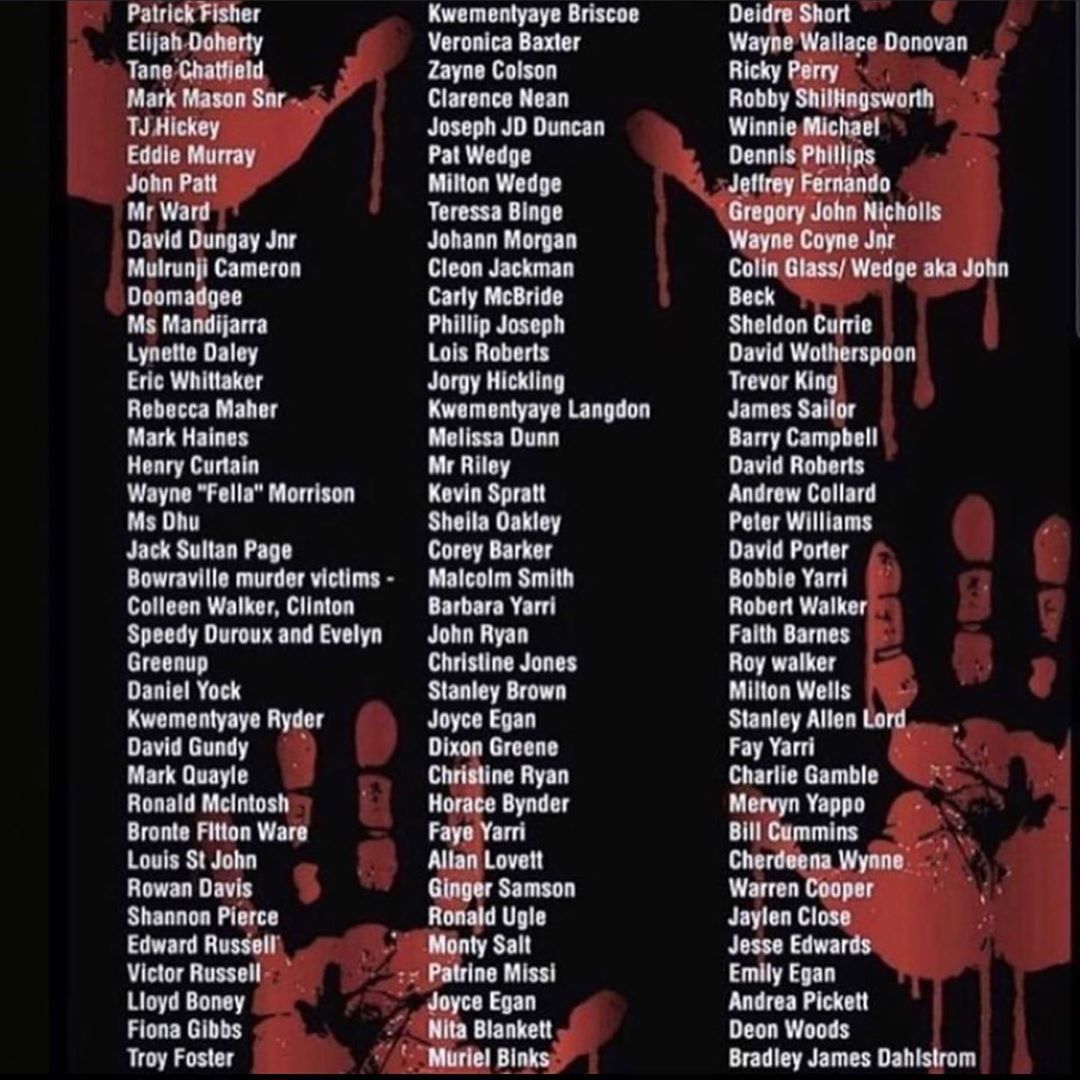 Patrick Fisher
Elijah Doherty
Tane Chatfield
Mark Mason Snr
TJ Hickey
Eddie Murray
John Patt
Mr Ward
David Dungay Jnr
Mulrunji Cameron
Doomadgee
Ms Mandijarra
Lynette Daley
Eric Whittaker
Rebecca Maher
Mark Haines
Henry Curtain
Wayne "Fella" Morrison
Ms Dhu
Jack Sultan Page
Bowraville murder victims -
Colleen Walker, Clinton
Speedy Duroux and Evelyn
Greenup
Daniel Yock
Kwementyaye Ryder
David Gundy
Mark Quayle
Ronald McIntosh
Bronte FItton Ware
Louis St John
Rowan Davis
Shannon Pierce
Edward Russell
Victor Russell
Lloyd Boney
Fiona Gibbs
Troy Foster
Kwementyaye Briscoe
Veronica Baxter
Zayne Colson
Clarence Nean
Joseph JD Duncan
Pat Wedge
Milton Wedge
Teressa Binge
Johann Morgan
Cleon Jackman
Carly McBride
Phillip Joseph
Lois Roberts
Jorgy Hickling
Kwementyaye Langdon
Melissa Dunn
Mr Riley
Kevin Spratt
Sheila Oakley
Corey Barker
Malcolm Smith
Barbara Yarri
John Ryan
Christine Jones
Stanley Brown
Joyce Egan
Dixon Greene
Christine Ryan
Horace Bynder
Faye Yarri
Allan Lovett
Ginger Samson
Ronald Ugle
Monty Salt
Patrine Missi
Joyce Egan
Nita Blankett
Muriel Binks
Deidre Short
Wayne Wallace Donovan
Ricky Perry
Robby Shillingsworth
Winnie Michael
Dennis Phillips
Jeffrey Fernando
Gregory John Nicholls
Wayne Coyne Jnr
Colin Glass/ Wedge aka John
Beck
Sheldon Currie
David Wotherspoon
Trevor King
James Sailor
Barry Campbell
David Roberts
Andrew Collard
Peter Williams
David Porter
Bobbie Yarri
Robert Walker
Faith Barnes
Roy walker
Milton Wells
Stanley Allen Lord
Fay Yarri
Charlie Gamble
Mervyn Yappo
Bill Cummins
Cherdeena Wynne
Warren Cooper
Jaylen Close
Jesse Edwards
Emily Egan
Andrea Pickett
Deon Woods
Bradley James Dahlstrom